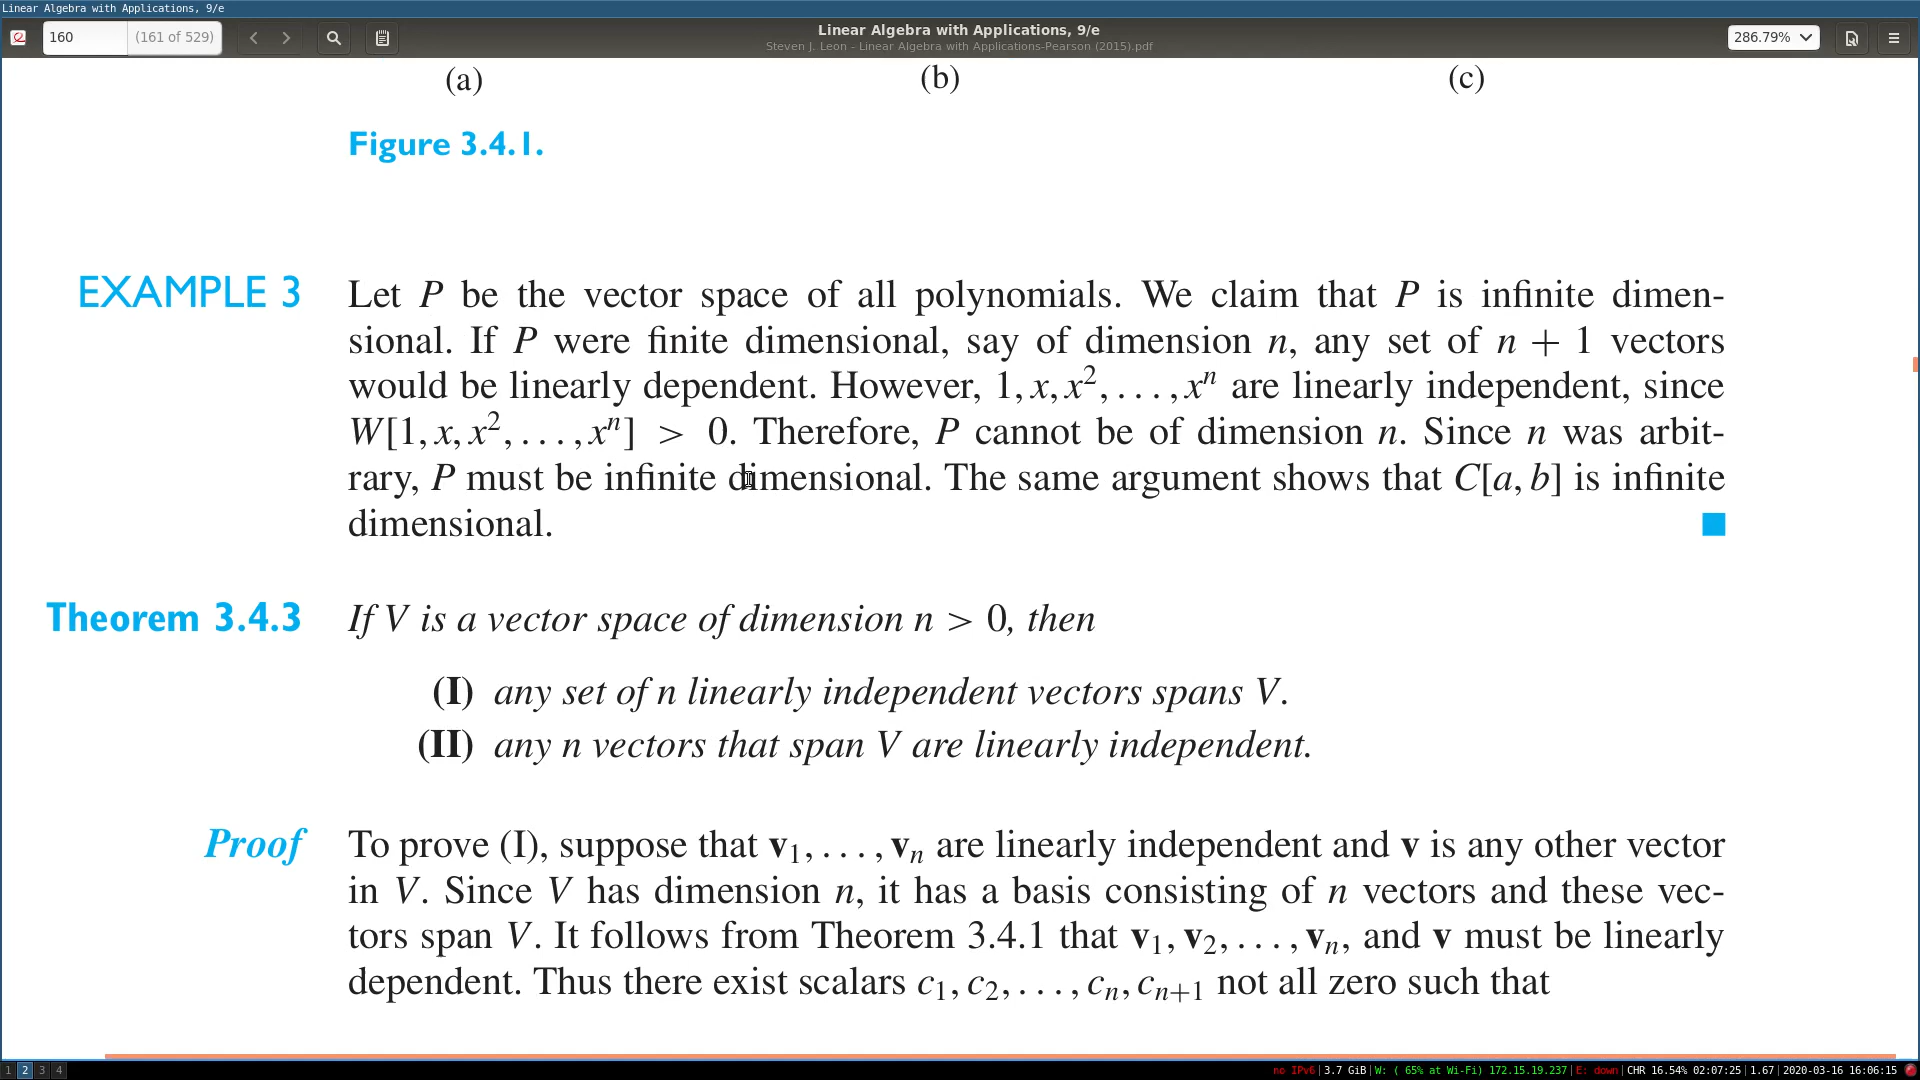 Linear Algebra with Applications, 9/e
160 (161 of 529)
Linear Algebra with Applications, 9/e
Steven J. Leon - Linear Algebra with Applications-Pearson (2015).pdf
286.79%
(a) (b) (c)
Figure 3.4.1.
EXAMPLE 3 Let P be the vector space of all polynomials. We claim that P is infinite dimen-
sional. If P were finite dimensional, say of dimension n, any set of n + 1 vectors
would be linearly dependent. However, 1, x, x², . . . , xⁿ are linearly independent, since
W[1, x, x², . . . , xⁿ] > 0. Therefore, P cannot be of dimension n. Since n was arbit-
rary, P must be infinite dimensional. The same argument shows that C[a, b] is infinite
dimensional.
Theorem 3.4.3 If V is a vector space of dimension n > 0, then
(I) any set of n linearly independent vectors spans V.
(II) any n vectors that span V are linearly independent.
Proof To prove (I), suppose that v₁, . . . , vₙ are linearly independent and v is any other vector
in V. Since V has dimension n, it has a basis consisting of n vectors and these vec-
tors span V. It follows from Theorem 3.4.1 that v₁, v₂, . . . , vₙ, and v must be linearly
dependent. Thus there exist scalars c₁, c₂, . . . , cₙ, cₙ₊₁ not all zero such that
1 2 3 4 no IPv6|3.7 GiB|W: ( 65% at Wi-Fi) 172.15.19.237|E: down|CHR 16.54% 02:07:25|1.67|2020-03-16 16:06:15